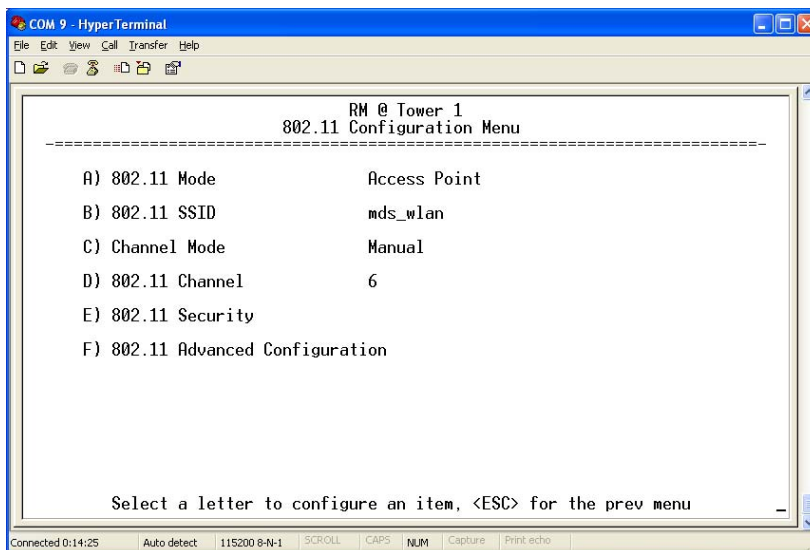 COM 9 - HyperTerminal
File Edit View Call Transfer Help
RM @ Tower 1
802.11 Configuration Menu
-==========================================================================-
A) 802.11 Mode Access Point
B) 802.11 SSID mds_wlan
C) Channel Mode Manual
D) 802.11 Channel 6
E) 802.11 Security
F) 802.11 Advanced Configuration
Select a letter to configure an item, <ESC> for the prev menu _
Connected 0:14:25 Auto detect 115200 8-N-1 SCROLL CAPS NUM Capture Print echo